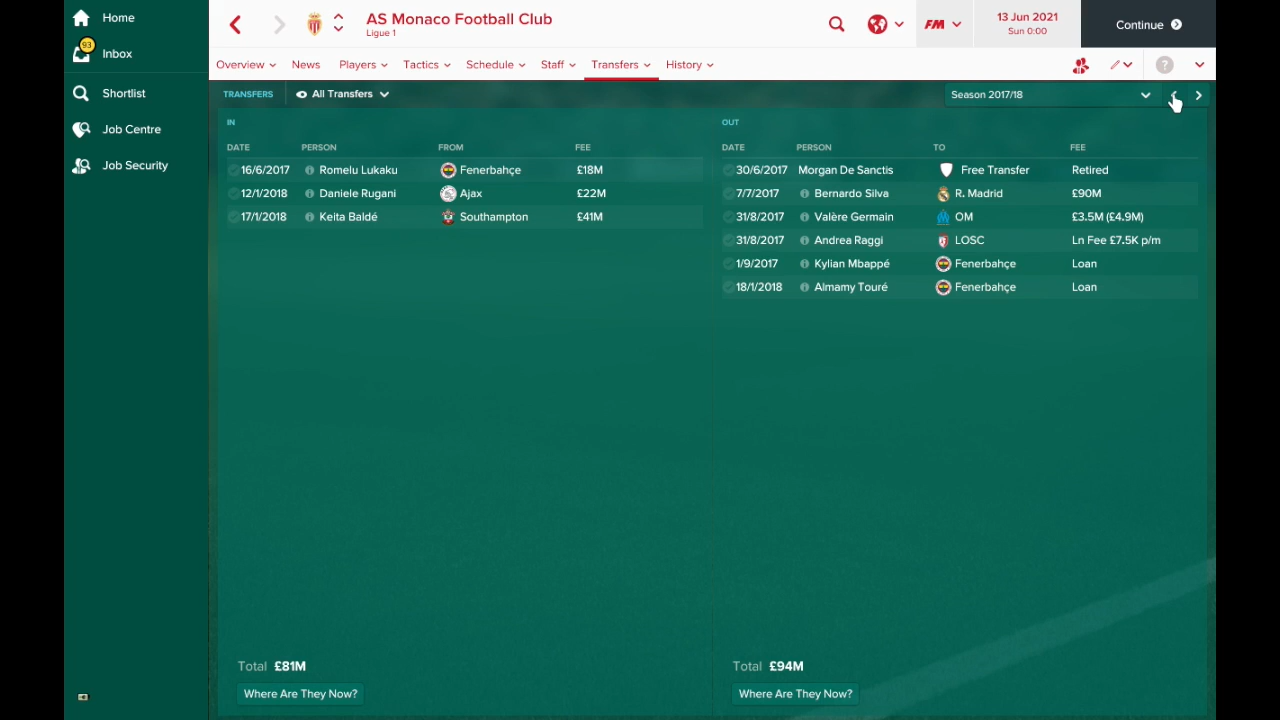 Home
Inbox
93
Shortlist
Job Centre
Job Security
AS Monaco Football Club
Ligue 1
FM
13 Jun 2021
Sun 0:00
Continue
Overview News Players Tactics Schedule Staff Transfers History
?
TRANSFERS All Transfers Season 2017/18
IN
DATE PERSON FROM FEE
16/6/2017 Romelu Lukaku Fenerbahçe £18M
12/1/2018 Daniele Rugani Ajax £22M
17/1/2018 Keita Baldé Southampton £41M
Total £81M
Where Are They Now?
OUT
DATE PERSON TO FEE
30/6/2017 Morgan De Sanctis Free Transfer Retired
7/7/2017 Bernardo Silva R. Madrid £90M
31/8/2017 Valère Germain OM £3.5M (£4.9M)
31/8/2017 Andrea Raggi LOSC Ln Fee £7.5K p/m
1/9/2017 Kylian Mbappé Fenerbahçe Loan
18/1/2018 Almamy Touré Fenerbahçe Loan
Total £94M
Where Are They Now?